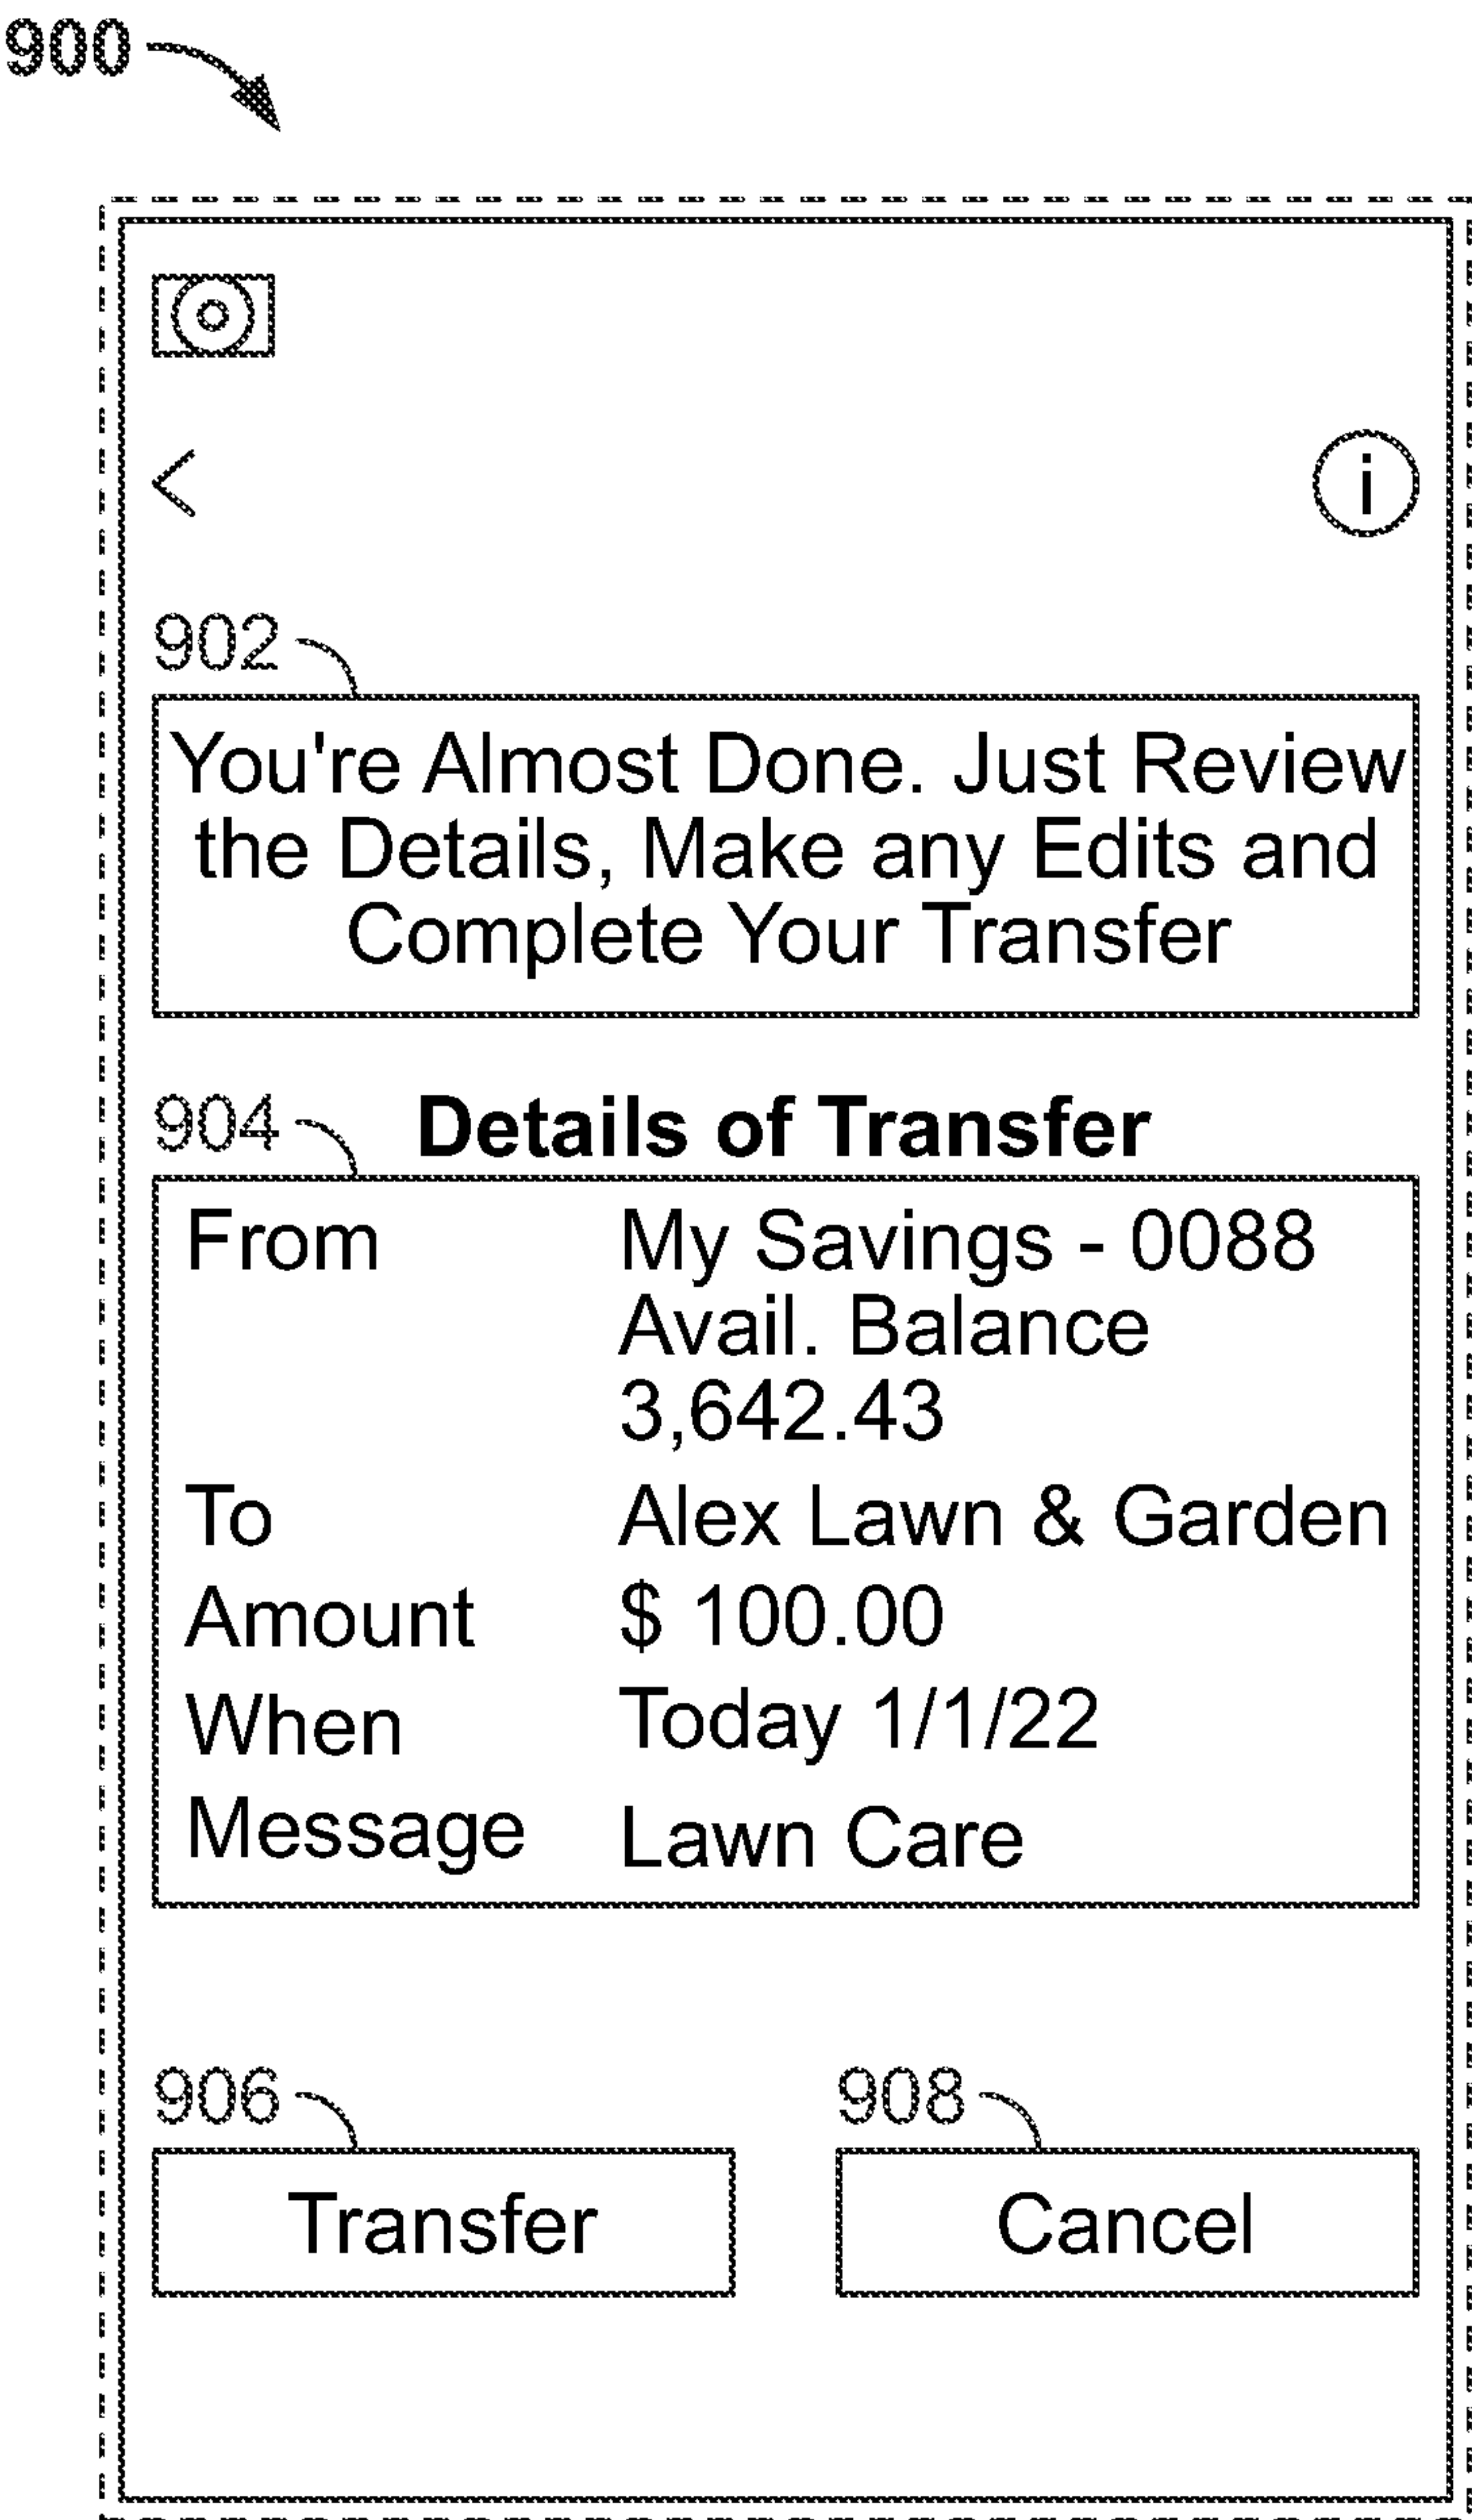 900
i
902
You're Almost Done. Just Review
the Details, Make any Edits and
Complete Your Transfer
904 Details of Transfer
From My Savings - 0088
Avail. Balance
3,642.43
To Alex Lawn & Garden
Amount $ 100.00
When Today 1/1/22
Message Lawn Care
906 908
Transfer Cancel